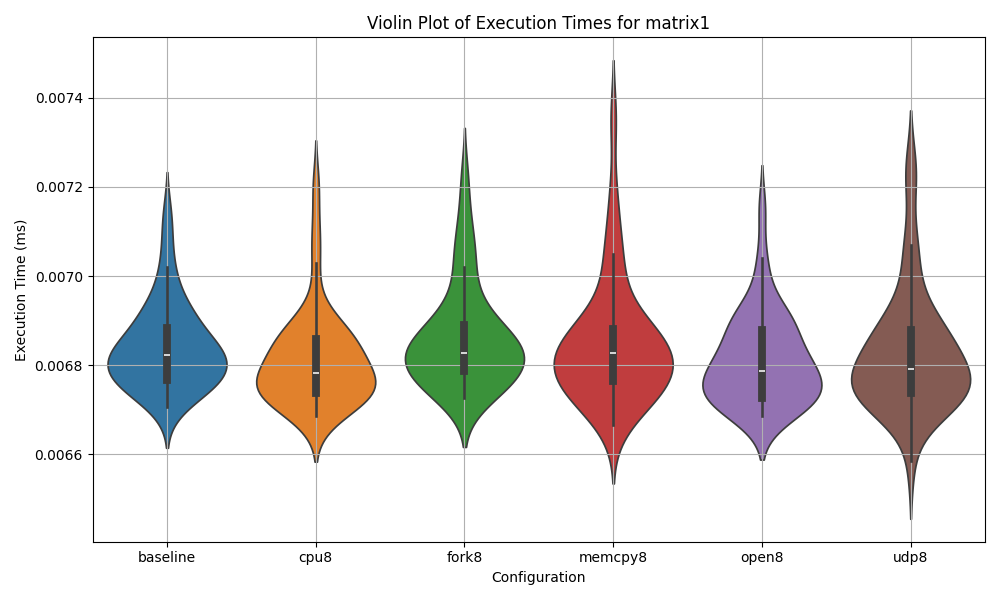 Violin Plot of Execution Times for matrix1
0.0074
0.0072
0.0070
0.0068
0.0066
Execution Time (ms)
baseline cpu8 fork8 memcpy8 open8 udp8
Configuration